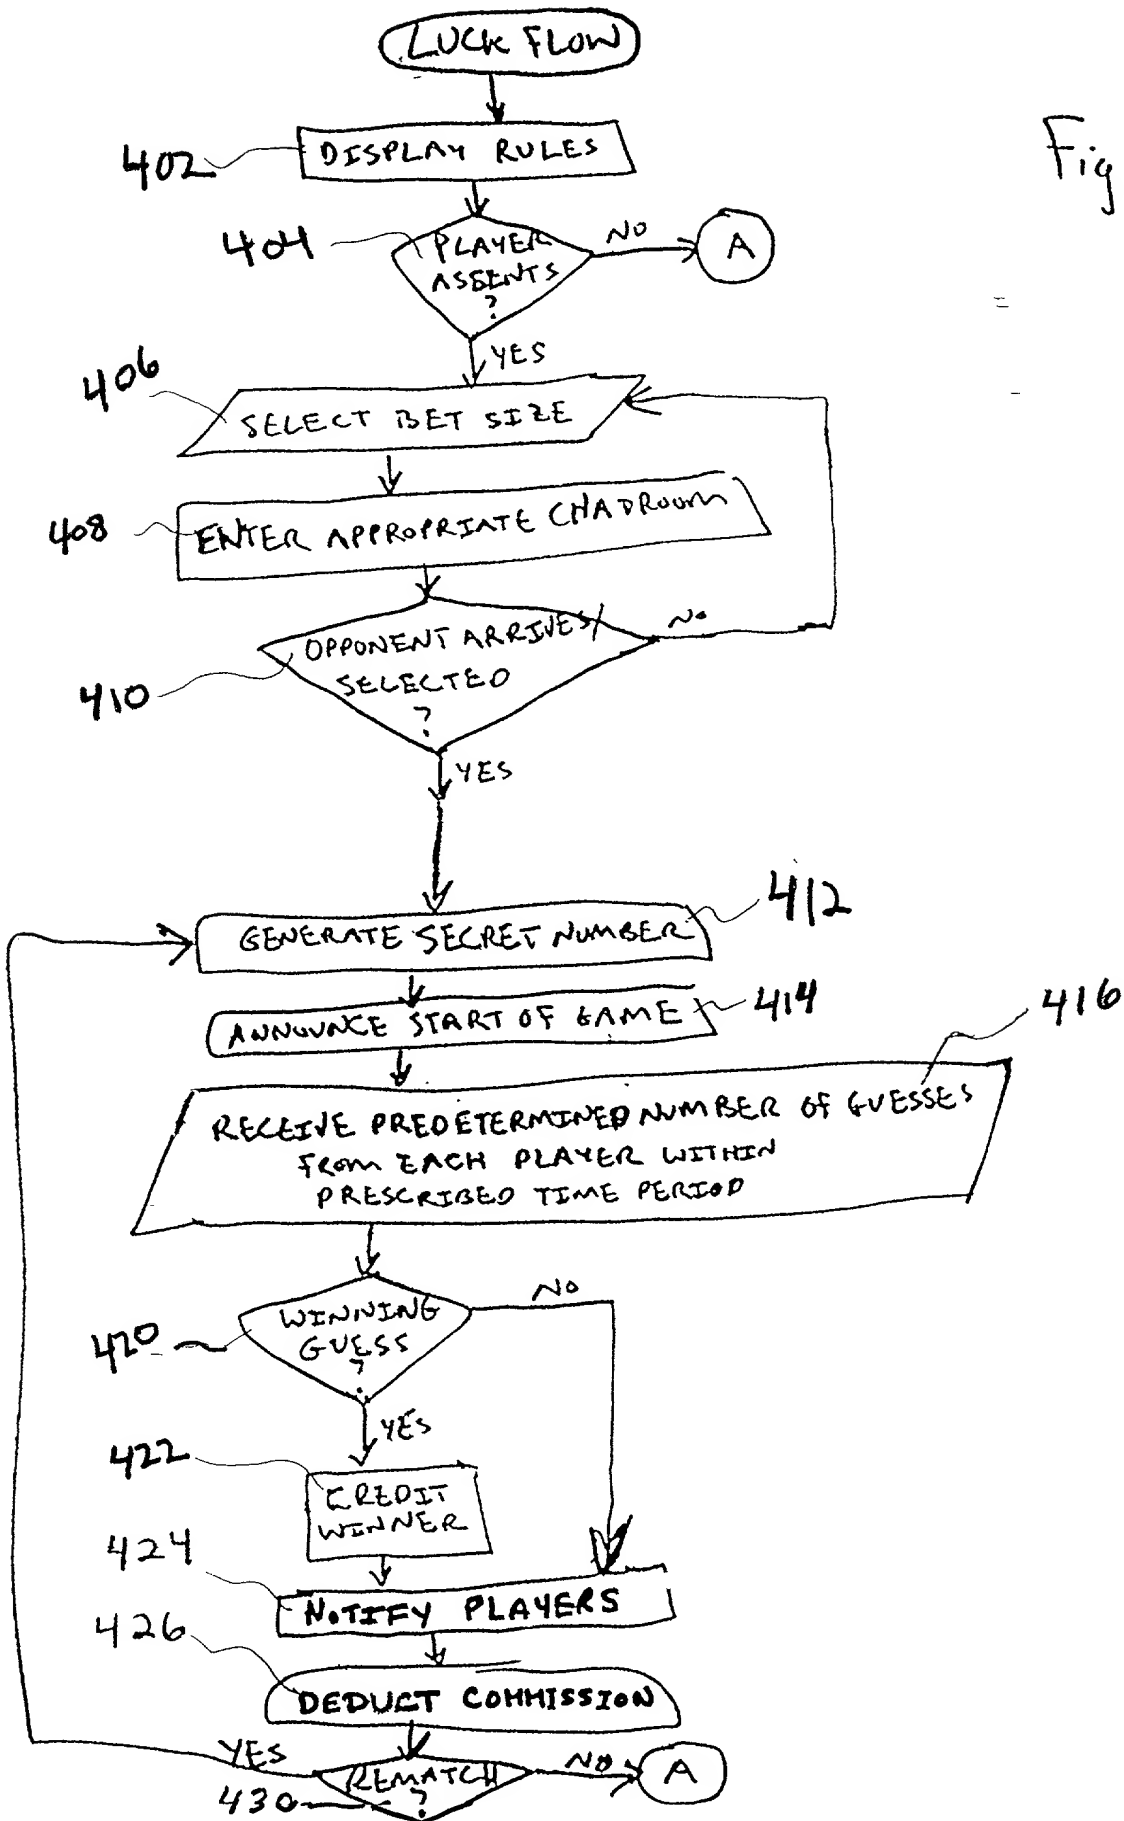 LUCK FLOW
Fig
402
DISPLAY RULES
404
PLAYER
ASSENTS
?
NO
A
YES
406
SELECT BET SIZE
408
ENTER APPROPRIATE CHADROOM
410
OPPONENT ARRIVES/
SELECTED
?
NO
YES
412
GENERATE SECRET NUMBER
414
ANNOUNCE START OF GAME
416
RECEIVE PREDETERMINED NUMBER OF GUESSES
FROM EACH PLAYER WITHIN
PRESCRIBED TIME PERIOD
420
WINNING
GUESS
?
NO
YES
422
CREDIT
WINNER
424
NOTIFY PLAYERS
426
DEDUCT COMMISSION
YES
430
REMATCH
?
NO
A